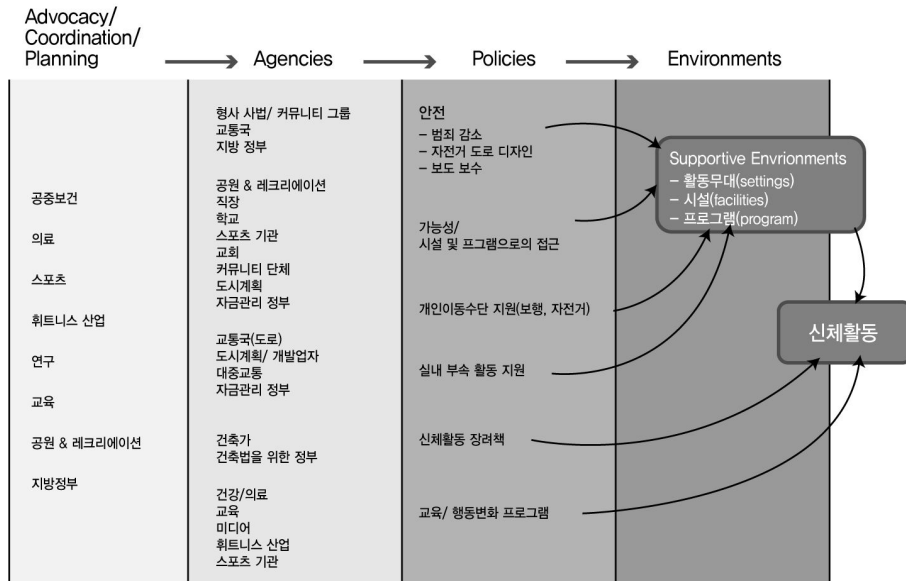 Advocacy/
Coordination/
Planning
Agencies
Policies
Environments
공중보건
의료
스포츠
휘트니스 산업
연구
교육
공원 & 레크리에이션
지방정부
형사 사법/ 커뮤니티 그룹
교통국
지방 정부
공원 & 레크리에이션
직장
학교
스포츠 기관
교회
커뮤니티 단체
도시계획
자금관리 정부
교통국(도로)
도시계획/ 개발업자
대중교통
자금관리 정부
건축가
건축법을 위한 정부
건강/의료
교육
미디어
휘트니스 산업
스포츠 기관
안전
– 범죄 감소
– 자전거 도로 디자인
– 보도 보수
가능성/
시설 및 프로그램으로의 접근
개인이동수단 지원(보행, 자전거)
실내 부속 활동 지원
신체활동 장려책
교육/ 행동변화 프로그램
Supportive Envrionments
– 활동무대(settings)
– 시설(facilities)
– 프로그램(program)
신체활동